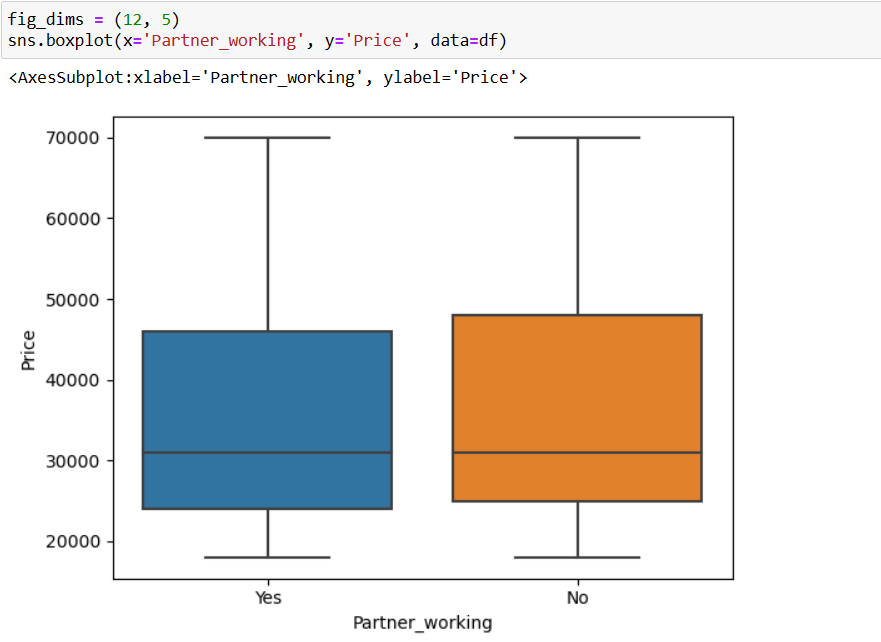 fig_dims = (12, 5)
sns.boxplot(x='Partner_working', y='Price', data=df)
<AxesSubplot:xlabel='Partner_working', ylabel='Price'>
70000
60000
50000
40000
30000
20000
Price
Yes No
Partner_working